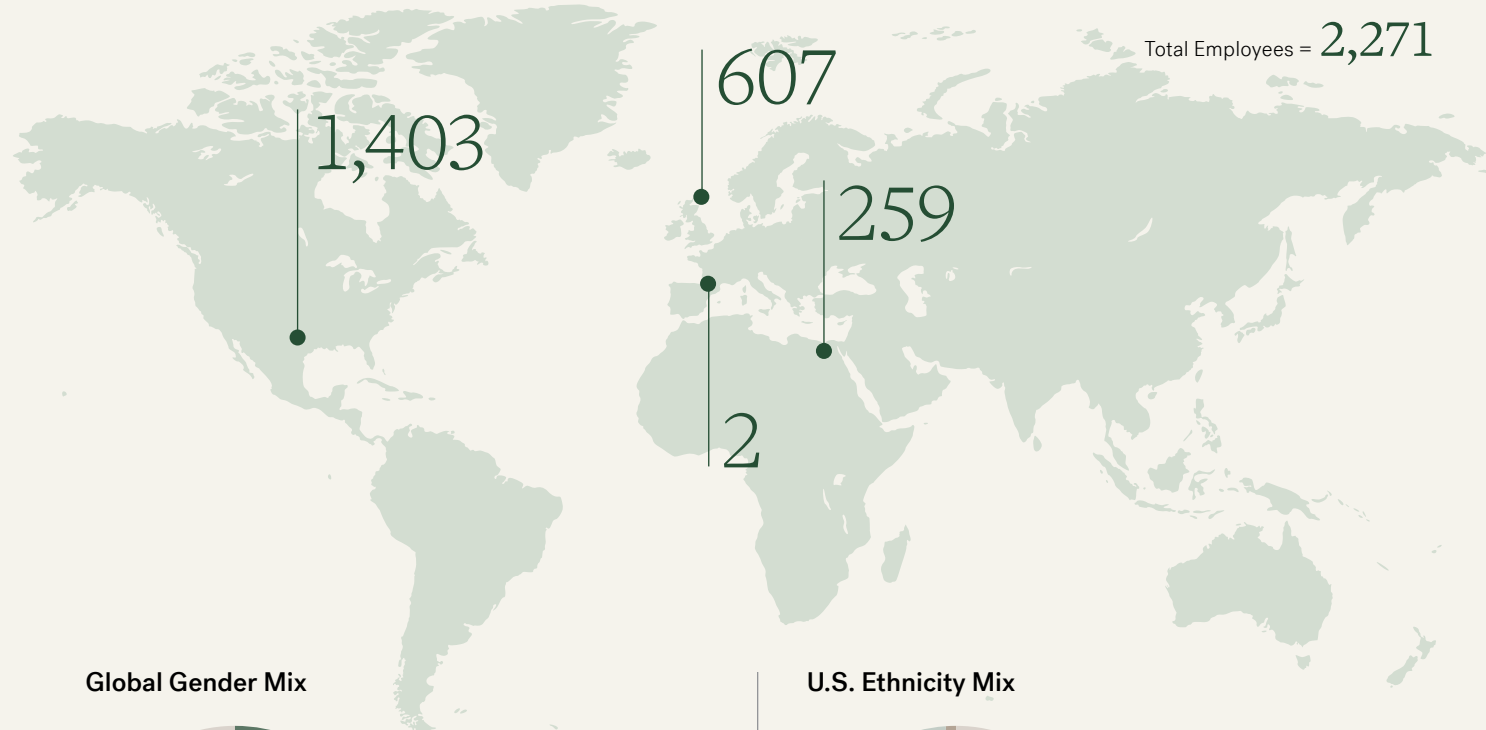 Total Employees = 2,271
607
1,403
259
2
Global Gender Mix
U.S. Ethnicity Mix